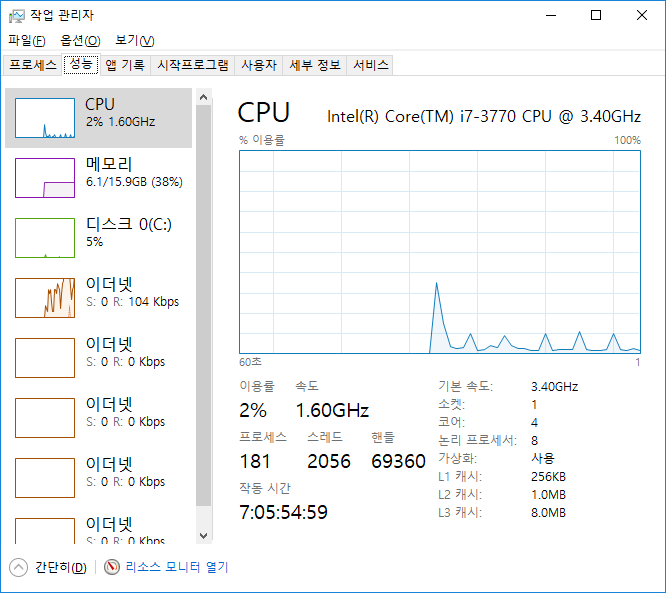 작업 관리자
파일(F) 옵션(O) 보기(V)
프로세스 성능 앱 기록 시작프로그램 사용자 세부 정보 서비스
CPU
2% 1.60GHz
메모리
6.1/15.9GB (38%)
디스크 0(C:)
5%
이더넷
S: 0 R: 104 Kbps
이더넷
S: 0 R: 0 Kbps
이더넷
S: 0 R: 0 Kbps
이더넷
S: 0 R: 0 Kbps
이더넷
S: 0 R: 0 Kbps
CPU Intel(R) Core(TM) i7-3770 CPU @ 3.40GHz
% 이용률 100%
60초 1
이용률 속도
2% 1.60GHz
프로세스 스레드 핸들
181 2056 69360
작동 시간
7:05:54:59
기본 속도: 3.40GHz
소켓: 1
코어: 4
논리 프로세서: 8
가상화: 사용
L1 캐시: 256KB
L2 캐시: 1.0MB
L3 캐시: 8.0MB
간단히(D) 리소스 모니터 열기